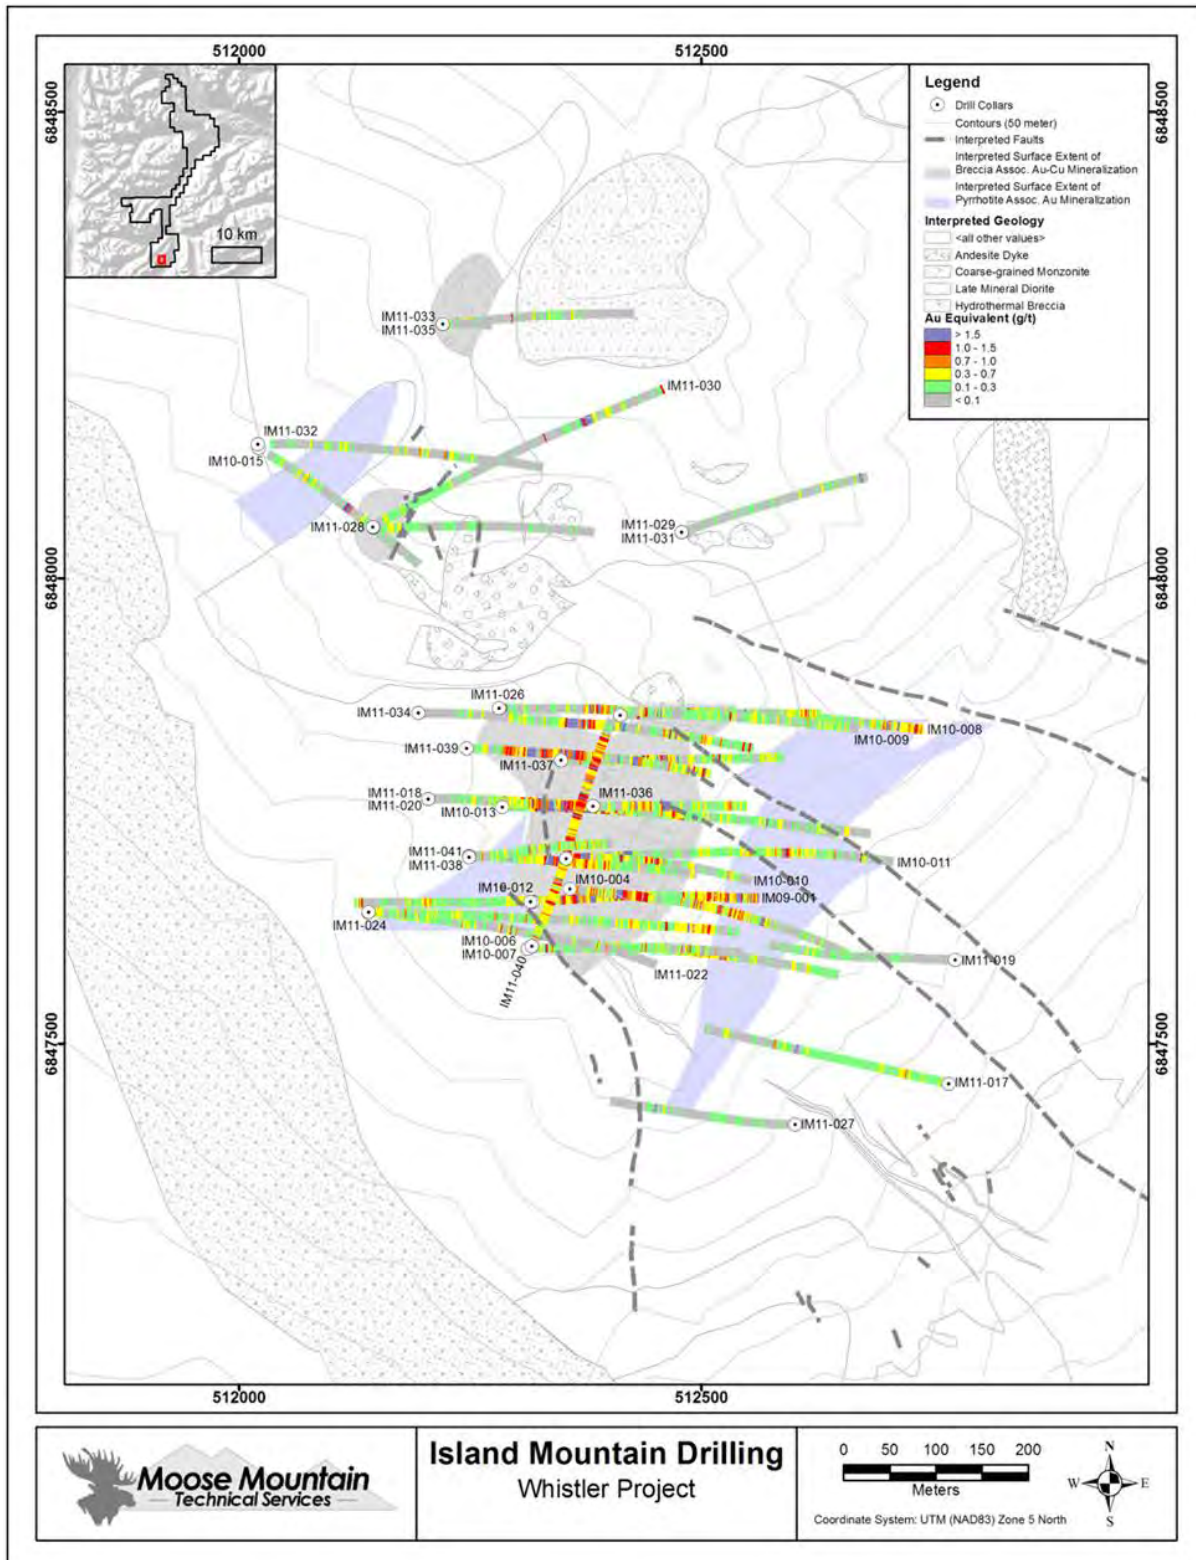 512000
512500
6848500
6848500
10 km
Legend
Drill Collars
Contours (50 meter)
Interpreted Faults
Interpreted Surface Extent of
Breccia Assoc. Au-Cu Mineralization
Interpreted Surface Extent of
Pyrrhotite Assoc. Au Mineralization
Interpreted Geology
<all other values>
Andesite Dyke
Coarse-grained Monzonite
Late Mineral Diorite
Hydrothermal Breccia
Au Equivalent (g/t)
> 1.5
1.0 - 1.5
0.7 - 1.0
0.3 - 0.7
0.1 - 0.3
< 0.1
IM11-033
IM11-035
IM11-030
IM11-032
IM10-015
IM11-028
IM11-029
IM11-031
6848000
6848000
IM11-026
IM11-034
IM10-008
IM10-009
IM11-039
IM11-037
IM11-018
IM11-020
IM10-013
IM11-036
IM11-041
IM11-038
IM10-011
IM10-010
IM10-004
IM10-012
IM09-001
IM11-024
IM10-006
IM10-007
IM11-040
IM11-022
IM11-019
6847500
6847500
IM11-017
IM11-027
512000
512500
Moose Mountain
Technical Services
Island Mountain Drilling
Whistler Project
0 50 100 150 200
Meters
Coordinate System: UTM (NAD83) Zone 5 North
N
W E
S